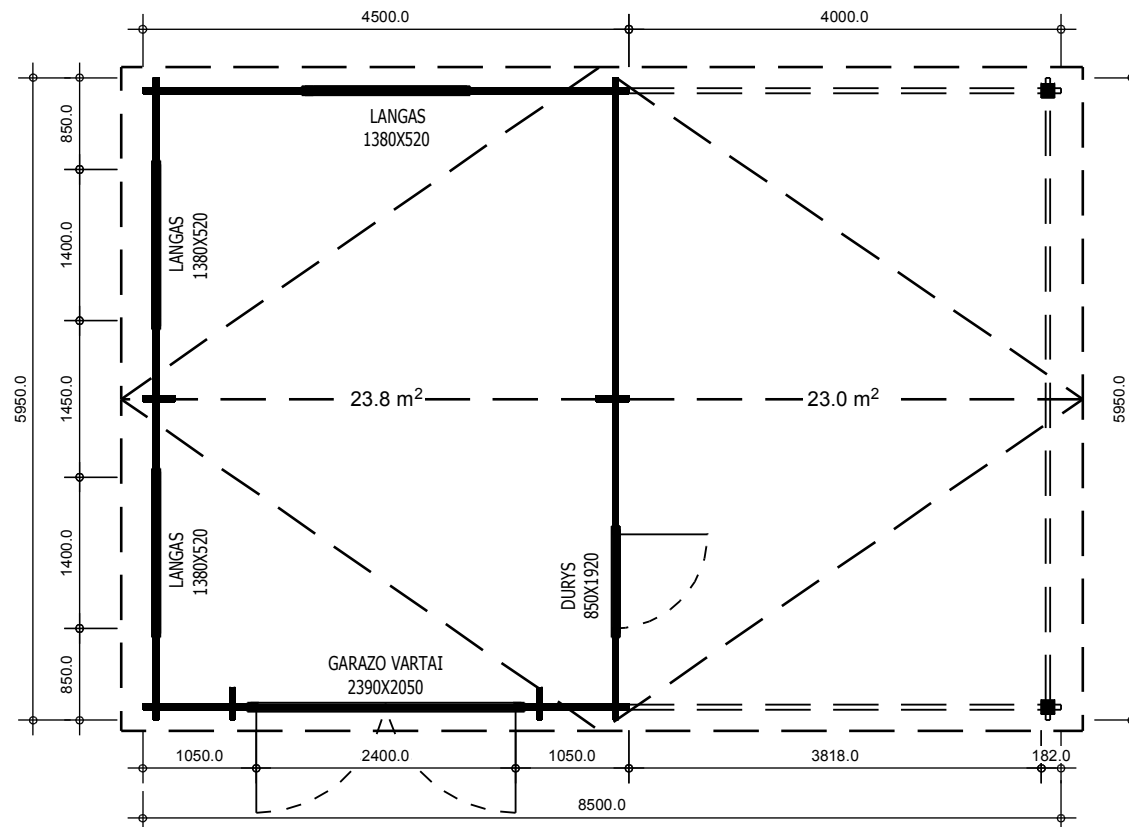 4500.0
4000.0
LANGAS
1380X520
850.0
1400.0
1450.0
1400.0
850.0
5950.0
LANGAS
1380X520
LANGAS
1380X520
23.8 m²
23.0 m²
5950.0
DURYS
850X1920
GARAZO VARTAI
2390X2050
1050.0
2400.0
1050.0
3818.0
182.0
8500.0